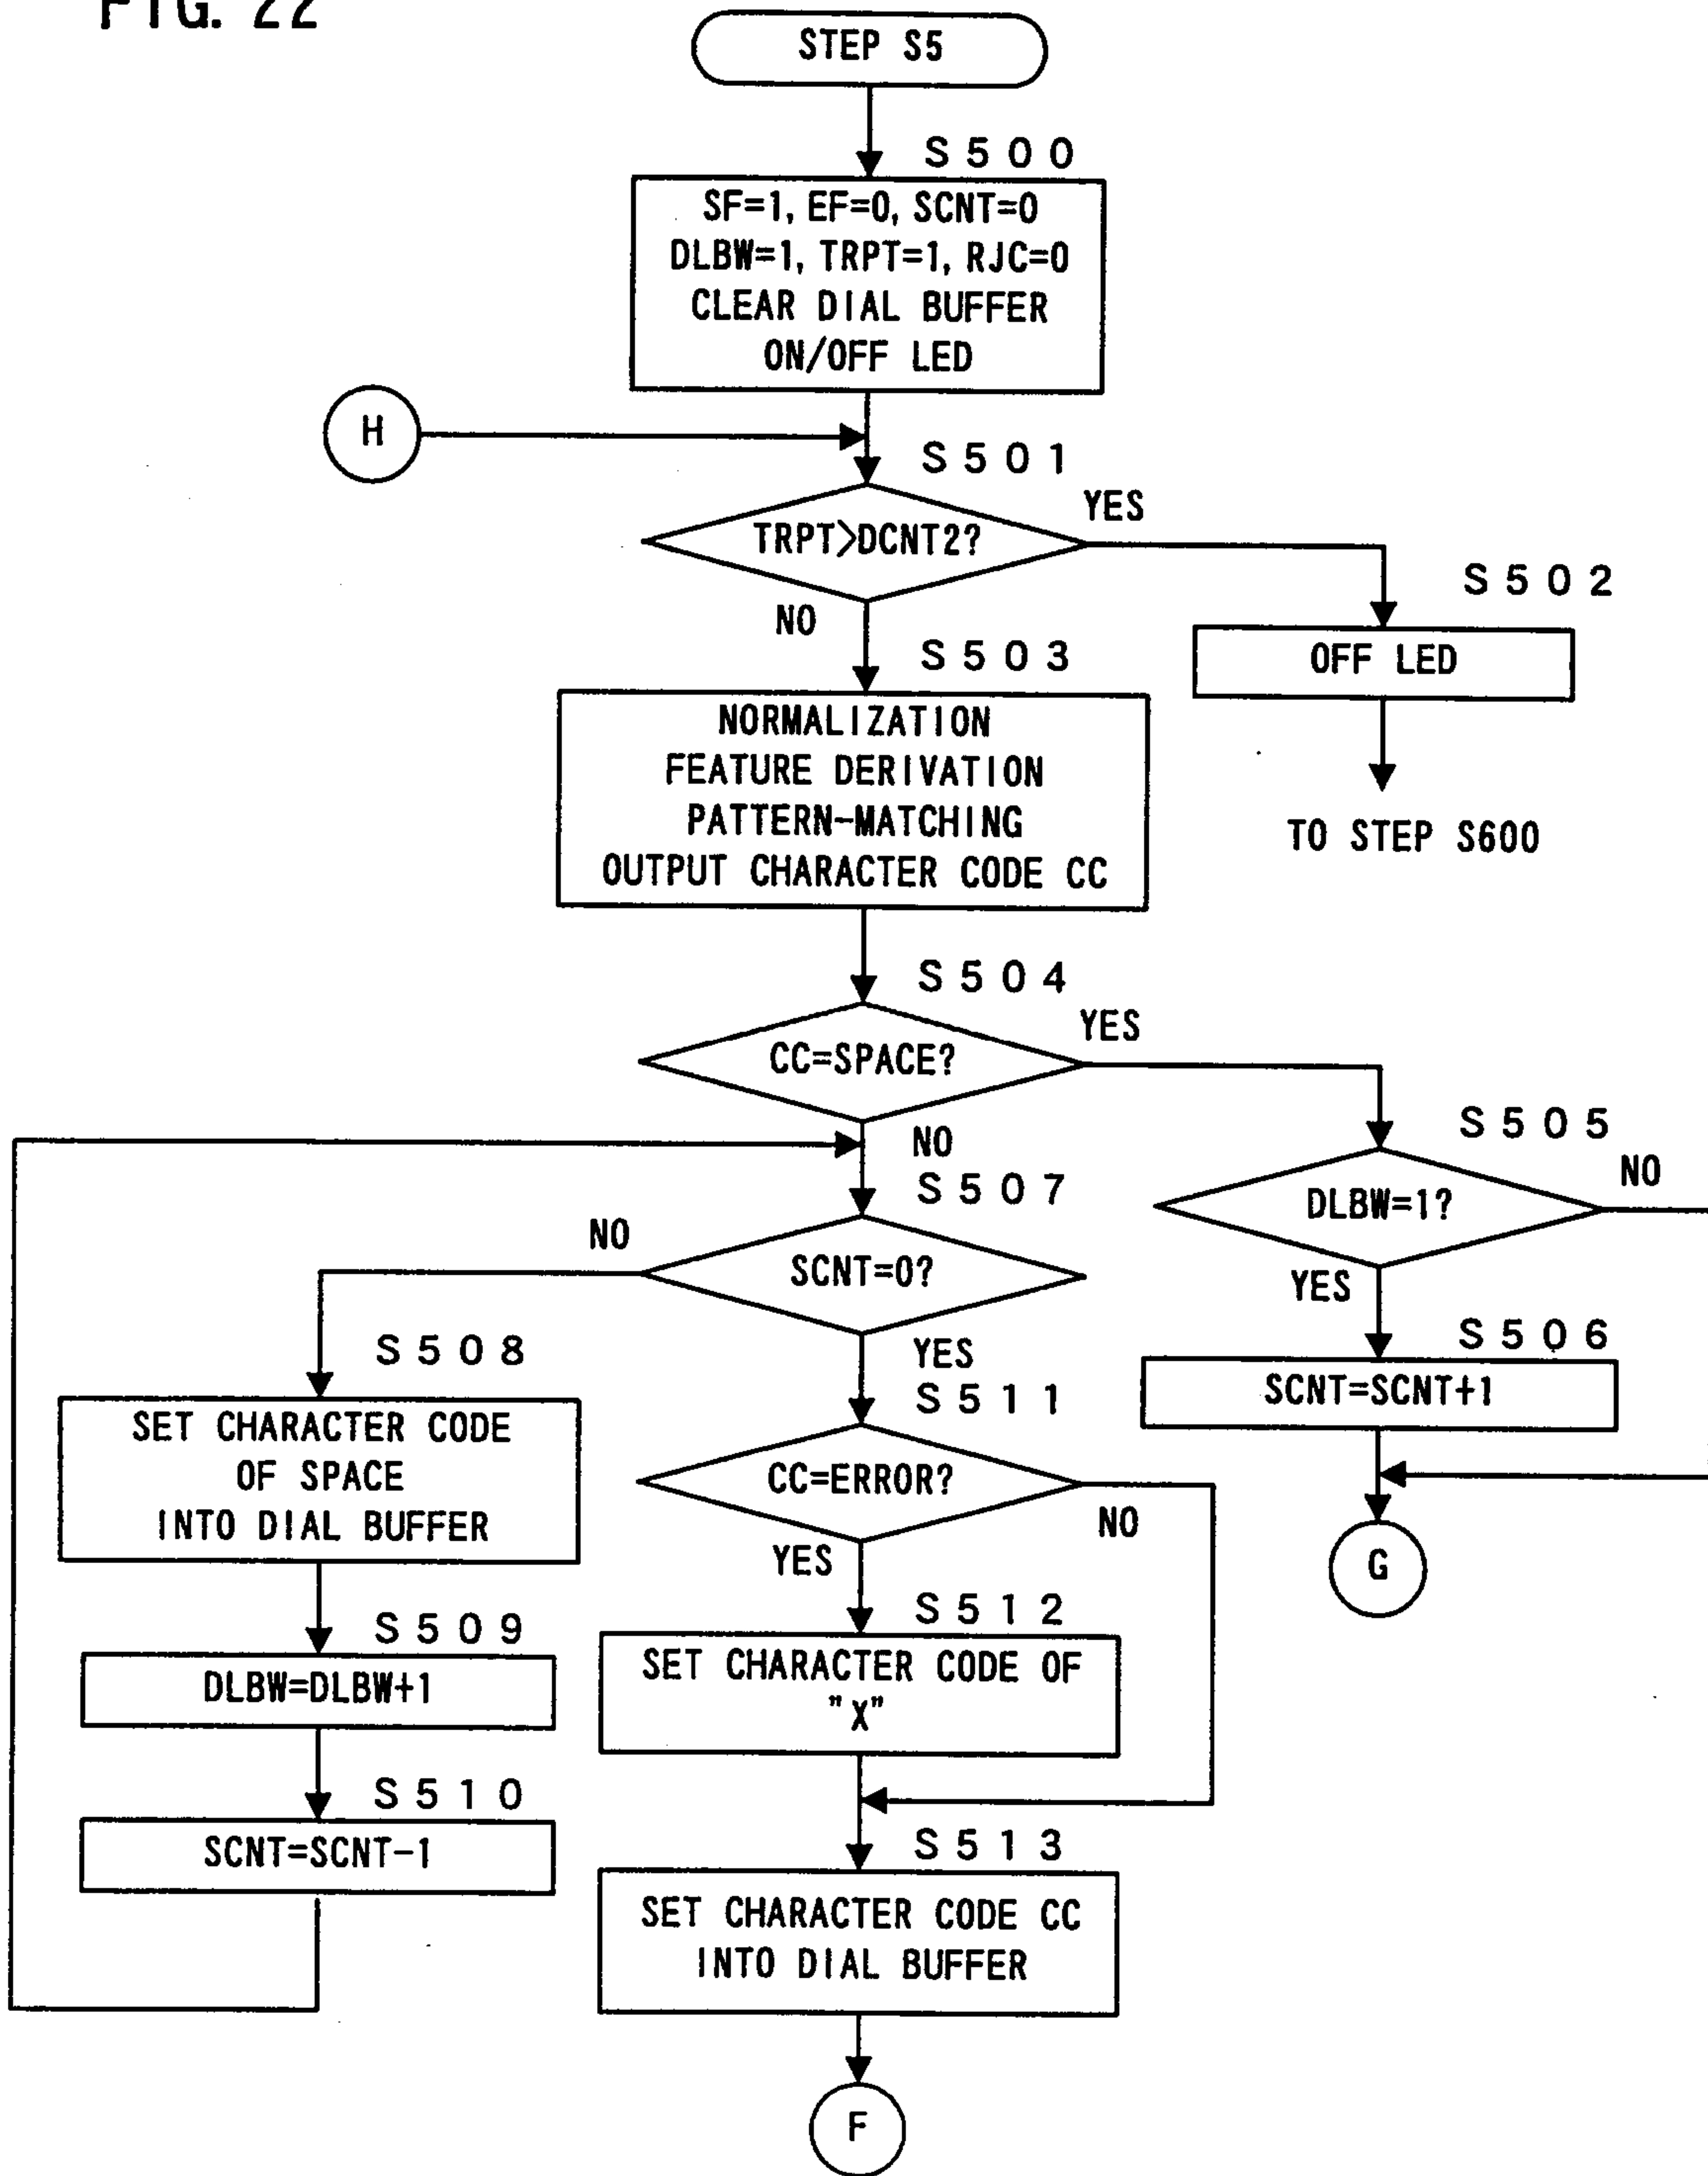 FIG. 22
STEP S5
S500
SF=1, EF=0, SCNT=0
DLBW=1, TRPT=1, RJC=0
CLEAR DIAL BUFFER
ON/OFF LED
H
S501
TRPT>DCNT2?
YES
NO
S502
OFF LED
TO STEP S600
S503
NORMALIZATION
FEATURE DERIVATION
PATTERN-MATCHING
OUTPUT CHARACTER CODE CC
S504
CC=SPACE?
YES
NO
S505
DLBW=1?
NO
YES
S506
SCNT=SCNT+1
G
S507
SCNT=0?
NO
YES
S508
SET CHARACTER CODE
OF SPACE
INTO DIAL BUFFER
S509
DLBW=DLBW+1
S510
SCNT=SCNT-1
S511
CC=ERROR?
NO
YES
S512
SET CHARACTER CODE OF
"X"
S513
SET CHARACTER CODE CC
INTO DIAL BUFFER
F